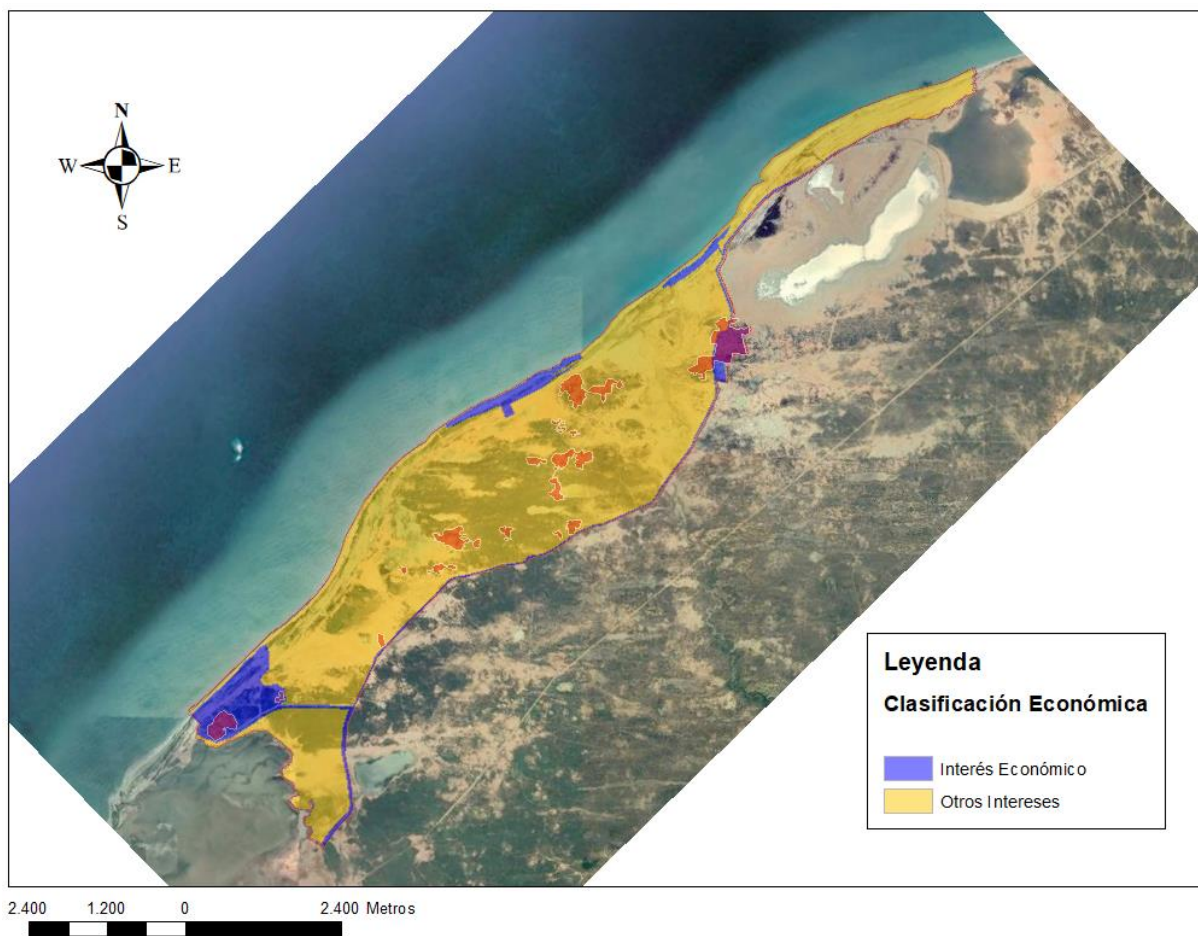 N
W E
S
Leyenda
Clasificación Económica
Interés Económico
Otros Intereses
2.400 1.200 0 2.400 Metros